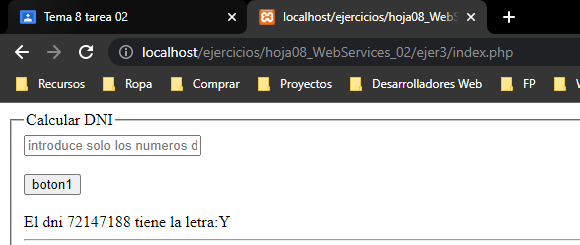 Tema 8 tarea 02
localhost/ejercicios/hoja08_WebS
localhost/ejercicios/hoja08_WebServices_02/ejer3/index.php
Recursos Ropa Comprar Proyectos Desarrolladores Web FP
Calcular DNI
introduce solo los numeros d
boton1
El dni 72147188 tiene la letra:Y